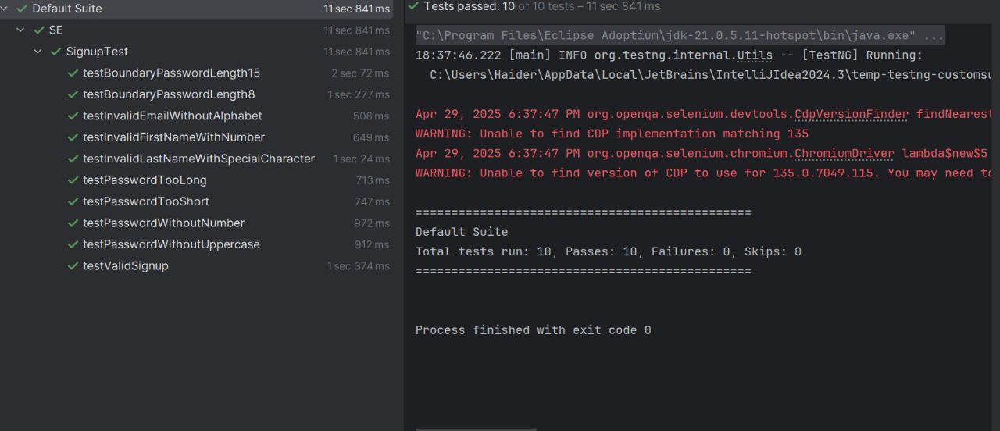 Default Suite 11 sec 841 ms
SE 11 sec 841 ms
SignupTest 11 sec 841 ms
testBoundaryPasswordLength15 2 sec 72 ms
testBoundaryPasswordLength8 1 sec 277 ms
testInvalidEmailWithoutAlphabet 508 ms
testInvalidFirstNameWithNumber 649 ms
testInvalidLastNameWithSpecialCharacter 1 sec 24 ms
testPasswordTooLong 713 ms
testPasswordTooShort 747 ms
testPasswordWithoutNumber 972 ms
testPasswordWithoutUppercase 912 ms
testValidSignup 1 sec 374 ms
Tests passed: 10 of 10 tests – 11 sec 841 ms
"C:\Program Files\Eclipse Adoptium\jdk-21.0.5.11-hotspot\bin\java.exe" ...
18:37:46.222 [main] INFO org.testng.internal.Utils -- [TestNG] Running:
C:\Users\Haider\AppData\Local\JetBrains\IntelliJIdea2024.3\temp-testng-customsu
Apr 29, 2025 6:37:47 PM org.openqa.selenium.devtools.CdpVersionFinder findNearest
WARNING: Unable to find CDP implementation matching 135
Apr 29, 2025 6:37:47 PM org.openqa.selenium.chromium.ChromiumDriver lambda$new$5
WARNING: Unable to find version of CDP to use for 135.0.7049.115. You may need to
===============================================
Default Suite
Total tests run: 10, Passes: 10, Failures: 0, Skips: 0
===============================================
Process finished with exit code 0